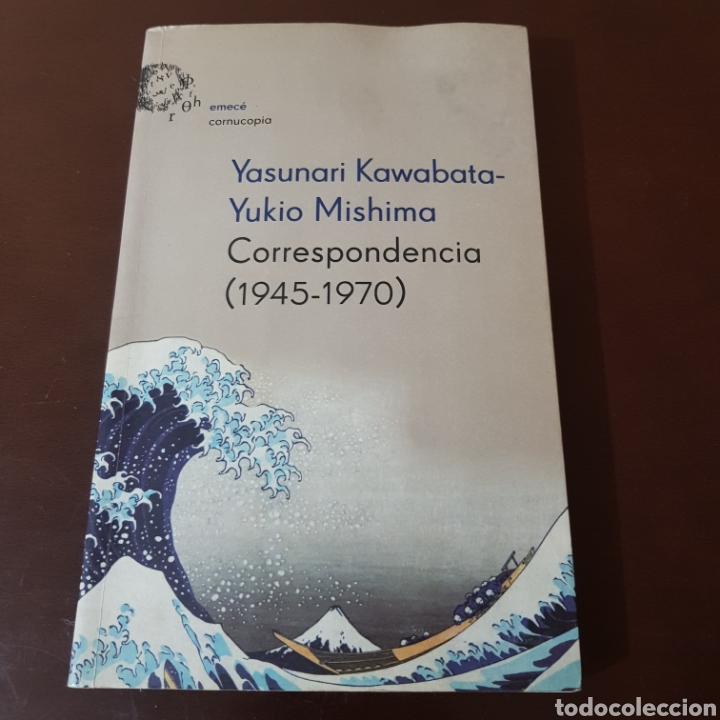 emecé
cornucopia
Yasunari Kawabata-
Yukio Mishima
Correspondencia
(1945-1970)
todocoleccion